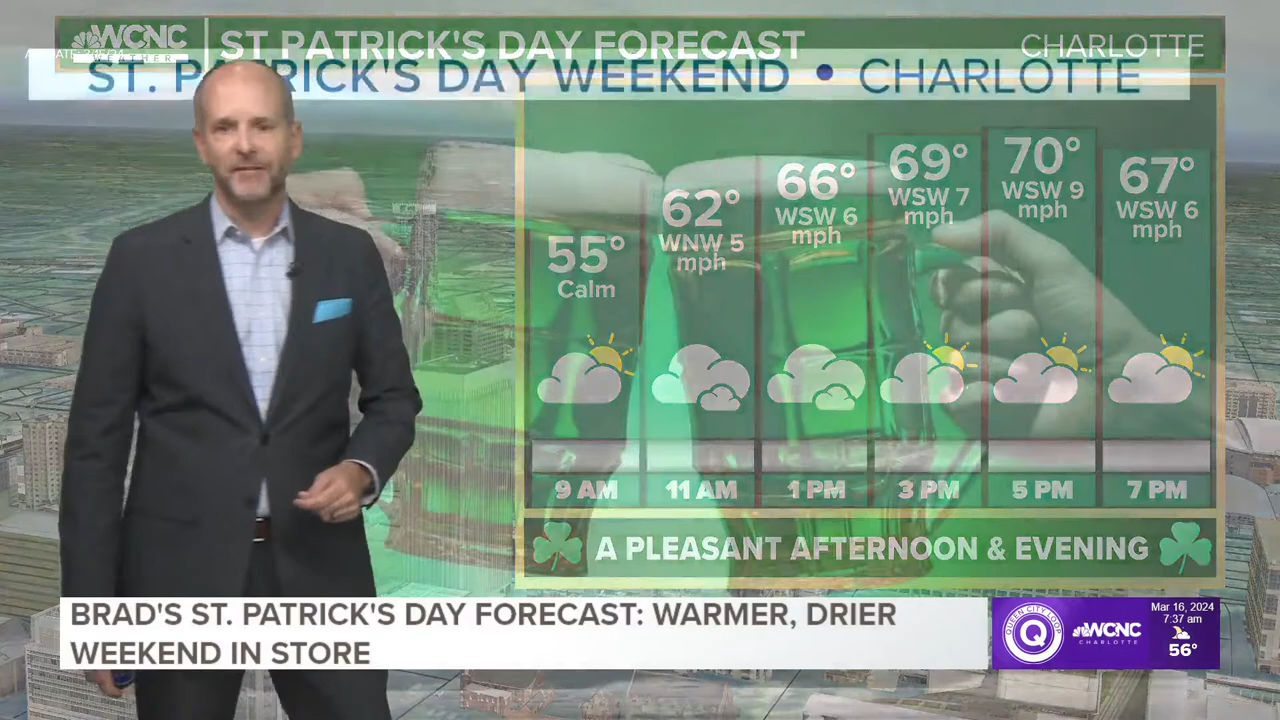 WCNC
WEATHER
ST PATRICK'S DAY FORECAST
CHARLOTTE
ST. PATRICK'S DAY WEEKEND • CHARLOTTE
55°
Calm
62°
WNW 5
mph
66°
WSW 6
mph
69°
WSW 7
mph
70°
WSW 9
mph
67°
WSW 6
mph
9 AM
11 AM
1 PM
3 PM
5 PM
7 PM
A PLEASANT AFTERNOON & EVENING
BRAD'S ST. PATRICK'S DAY FORECAST: WARMER, DRIER
WEEKEND IN STORE
QUEEN CITY
Q
WCNC
CHARLOTTE
Mar 16, 2024
7:37 am
56°